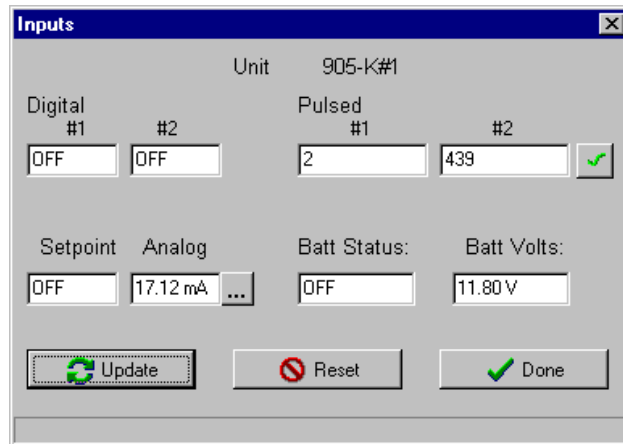 Inputs
Unit 905-K#1
Digital Pulsed
#1 #2 #1 #2
OFF OFF 2 439
Setpoint Analog Batt Status: Batt Volts:
OFF 17.12 mA ... OFF 11.80 V
Update Reset Done